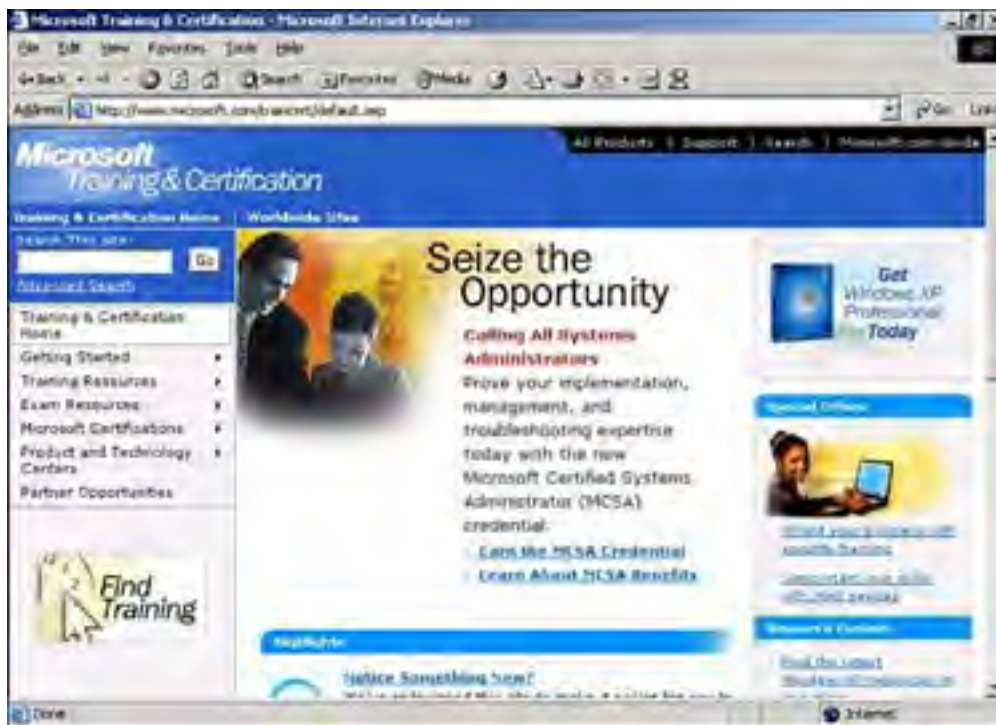 Microsoft Training & Certification - Microsoft Internet Explorer
File Edit View Favorites Tools Help
Back Search Favorites Media
Address http://www.microsoft.com/traincert/default.asp Go Links
All Products | Support | Search | Microsoft.com Guide
Microsoft
Training & Certification
Training & Certification Home | Worldwide Sites
Search This site:
Go
Advanced Search
Training & Certification
Home
Getting Started
Training Resources
Exam Resources
Microsoft Certifications
Product and Technology
Centers
Partner Opportunities
Find
Training
Seize the
Opportunity
Calling All Systems
Administrators
Prove your implementation,
management, and
troubleshooting expertise
today with the new
Microsoft Certified Systems
Administrator (MCSA)
credential.
Earn the MCSA Credential
Learn About MCSA Benefits
Highlights
Notice Something New?
Get
Windows XP
Professional
Today
Special Offers
Find the Latest
Done
Internet